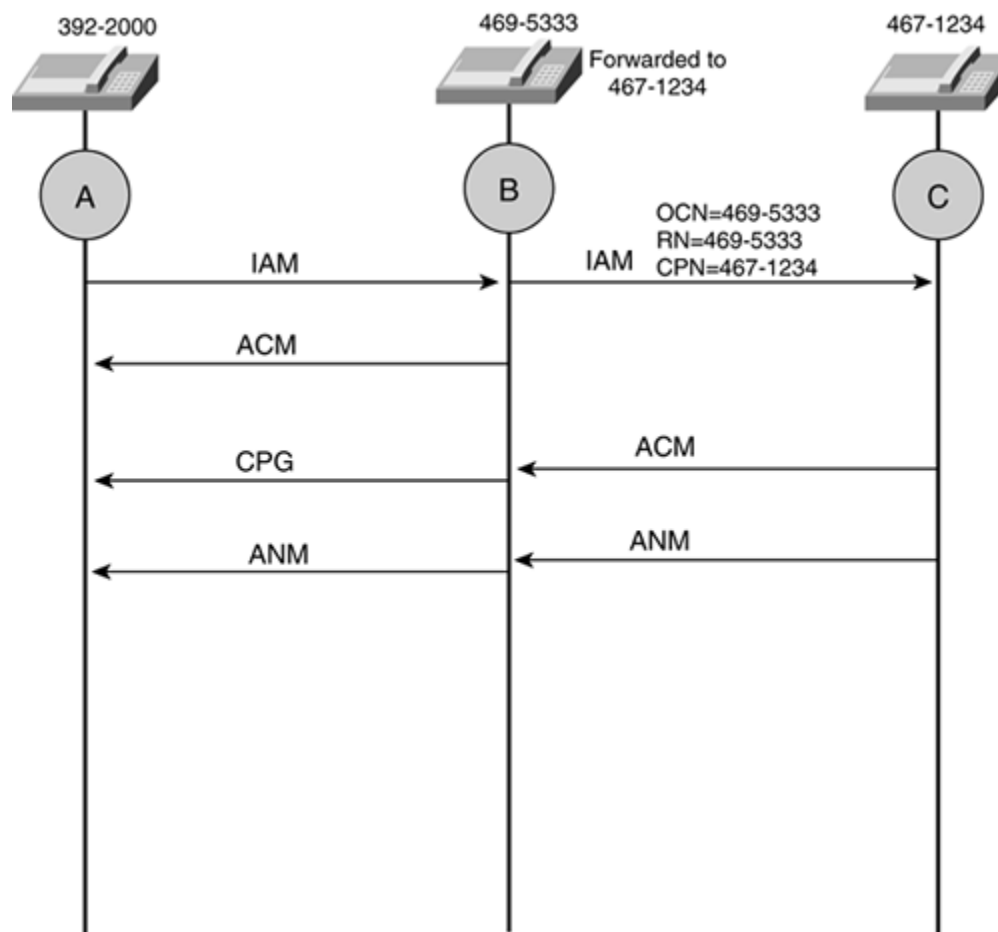 392-2000
469-5333
467-1234
Forwarded to
467-1234
A
B
C
OCN=469-5333
RN=469-5333
CPN=467-1234
IAM
IAM
ACM
ACM
CPG
ANM
ANM